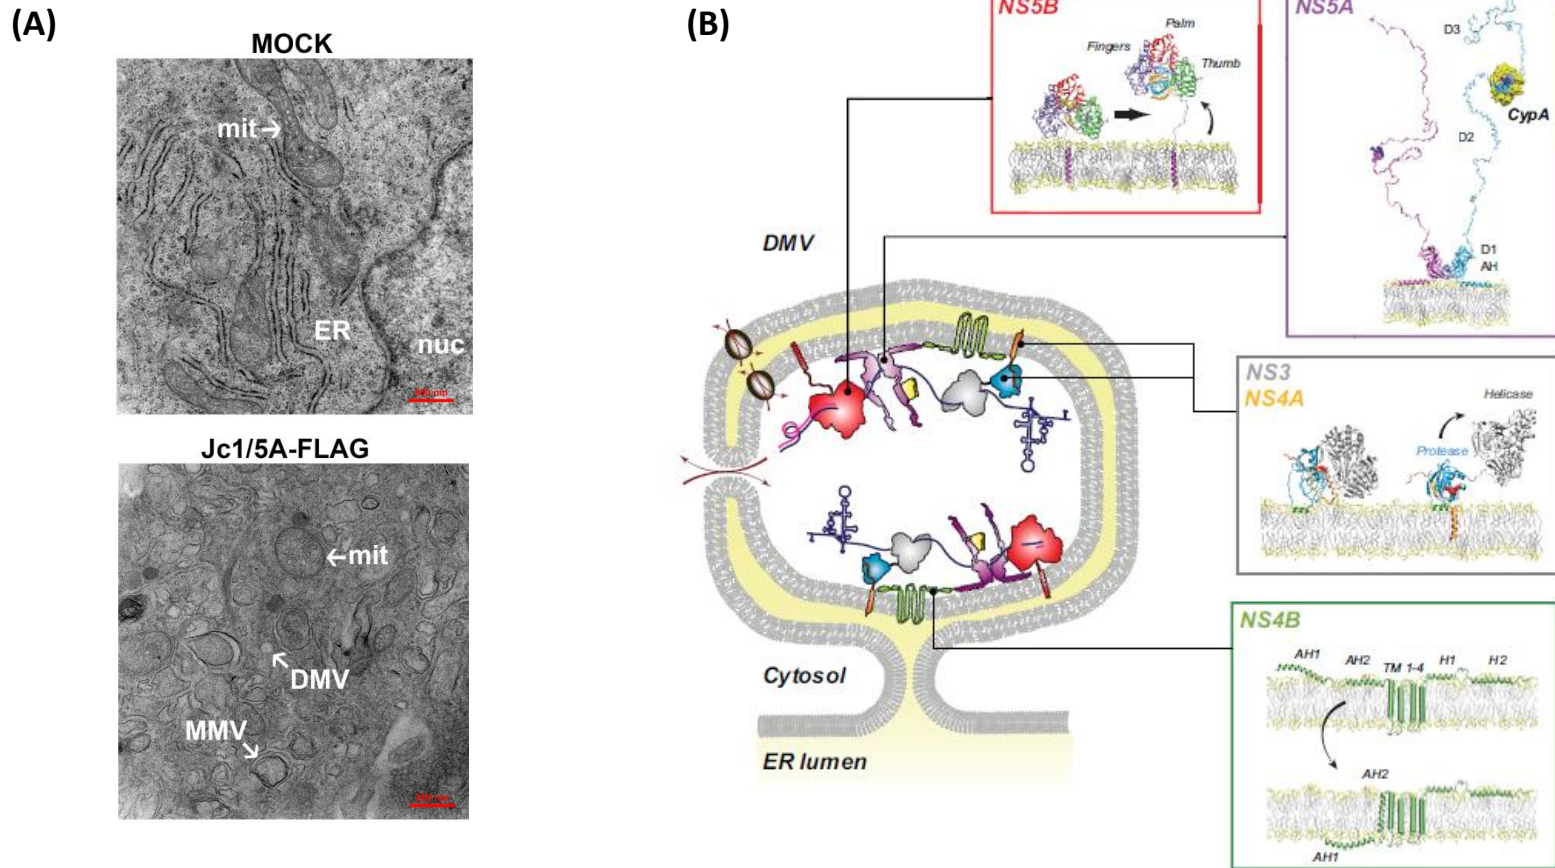 (A)
MOCK
mit
ER
nuc
Jc1/5A-FLAG
mit
DMV
MMV
(B)
NS5B
Palm
Fingers
Thumb
NS5A
D3
CypA
D2
D1
AH
DMV
NS3
NS4A
Helicase
Protease
NS4B
AH1
AH2
TM 1-4
H1
H2
AH2
AH1
Cytosol
ER lumen